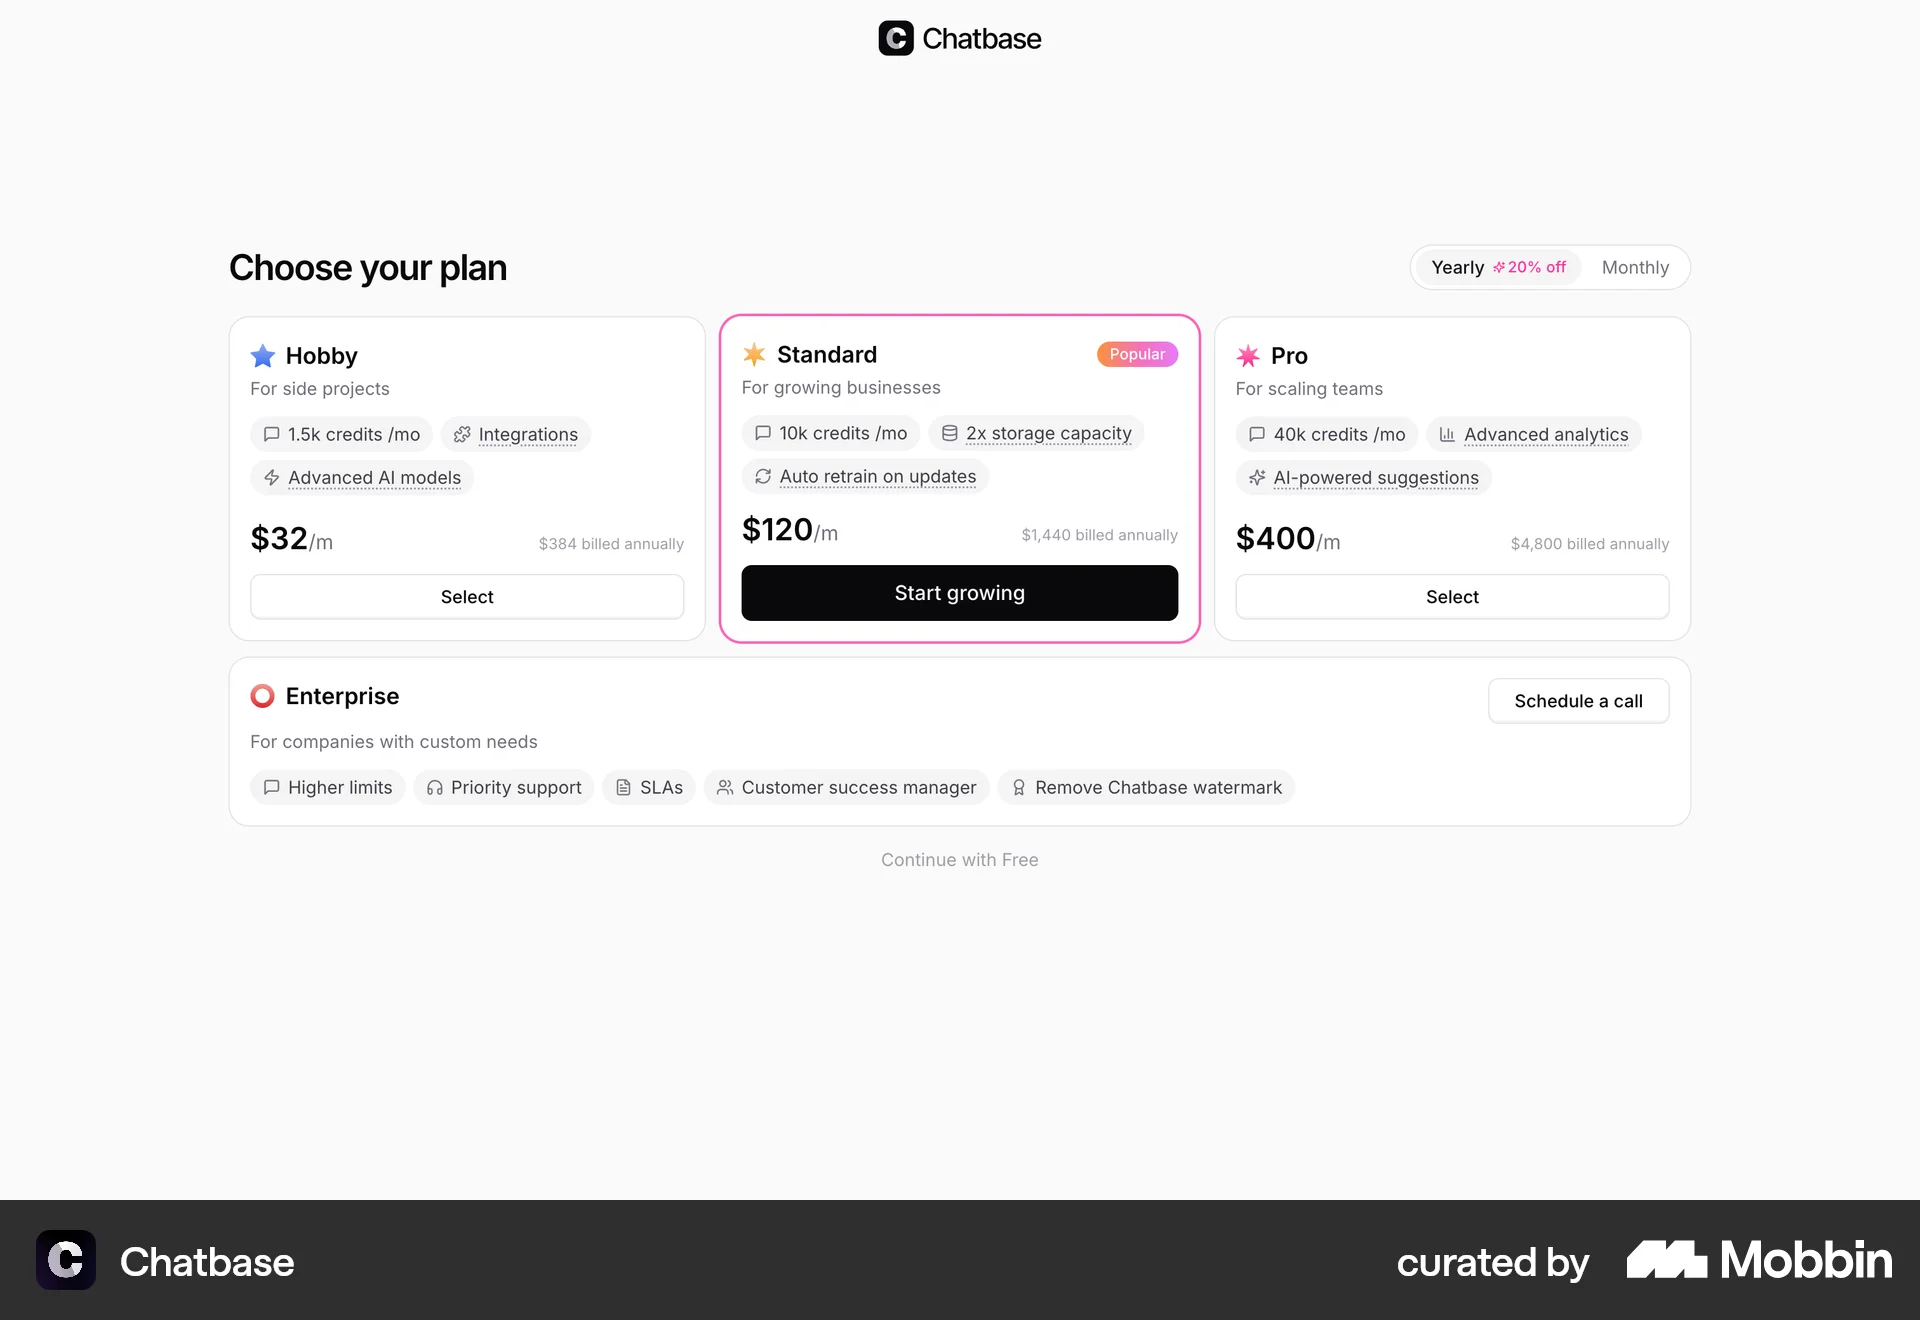 Chatbase
Choose your plan
Yearly 20% off Monthly
Hobby
For side projects
1.5k credits /mo Integrations
Advanced AI models
$32/m $384 billed annually
Select
Standard Popular
For growing businesses
10k credits /mo 2x storage capacity
Auto retrain on updates
$120/m $1,440 billed annually
Start growing
Pro
For scaling teams
40k credits /mo Advanced analytics
AI-powered suggestions
$400/m $4,800 billed annually
Select
Enterprise
Schedule a call
For companies with custom needs
Higher limits Priority support SLAs Customer success manager Remove Chatbase watermark
Continue with Free
Chatbase
curated by Mobbin